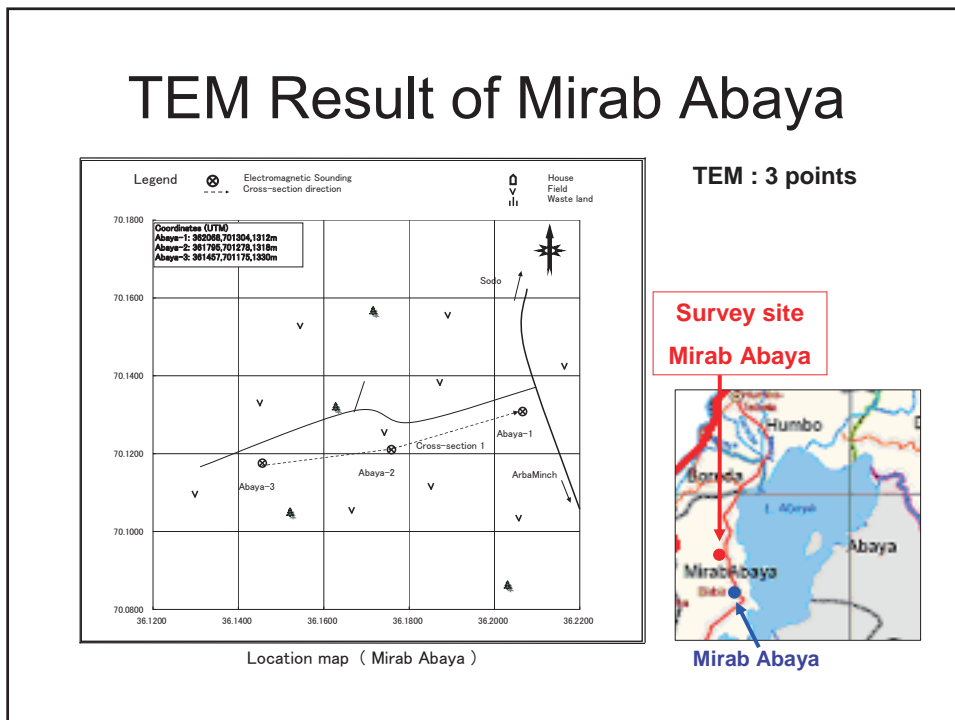 TEM Result of Mirab Abaya
Legend
Electromagnetic Sounding
Cross-section direction
House
Field
Waste land
TEM : 3 points
70.1800
70.1600
70.1400
70.1200
70.1000
70.0800
Coordinates (UTM)
Abaya-1: 362068,701304,1312m
Abaya-2: 361795,701278,1318m
Abaya-3: 361457,701175,1330m
Sodo
Abaya-1
Cross-section 1
Abaya-2
Abaya-3
ArbaMinch
36.1200
36.1400
36.1600
36.1800
36.2000
36.2200
Location map ( Mirab Abaya )
Survey site
Mirab Abaya
Humbo
Boreda
Abaya
MirabAbaya
Mirab Abaya